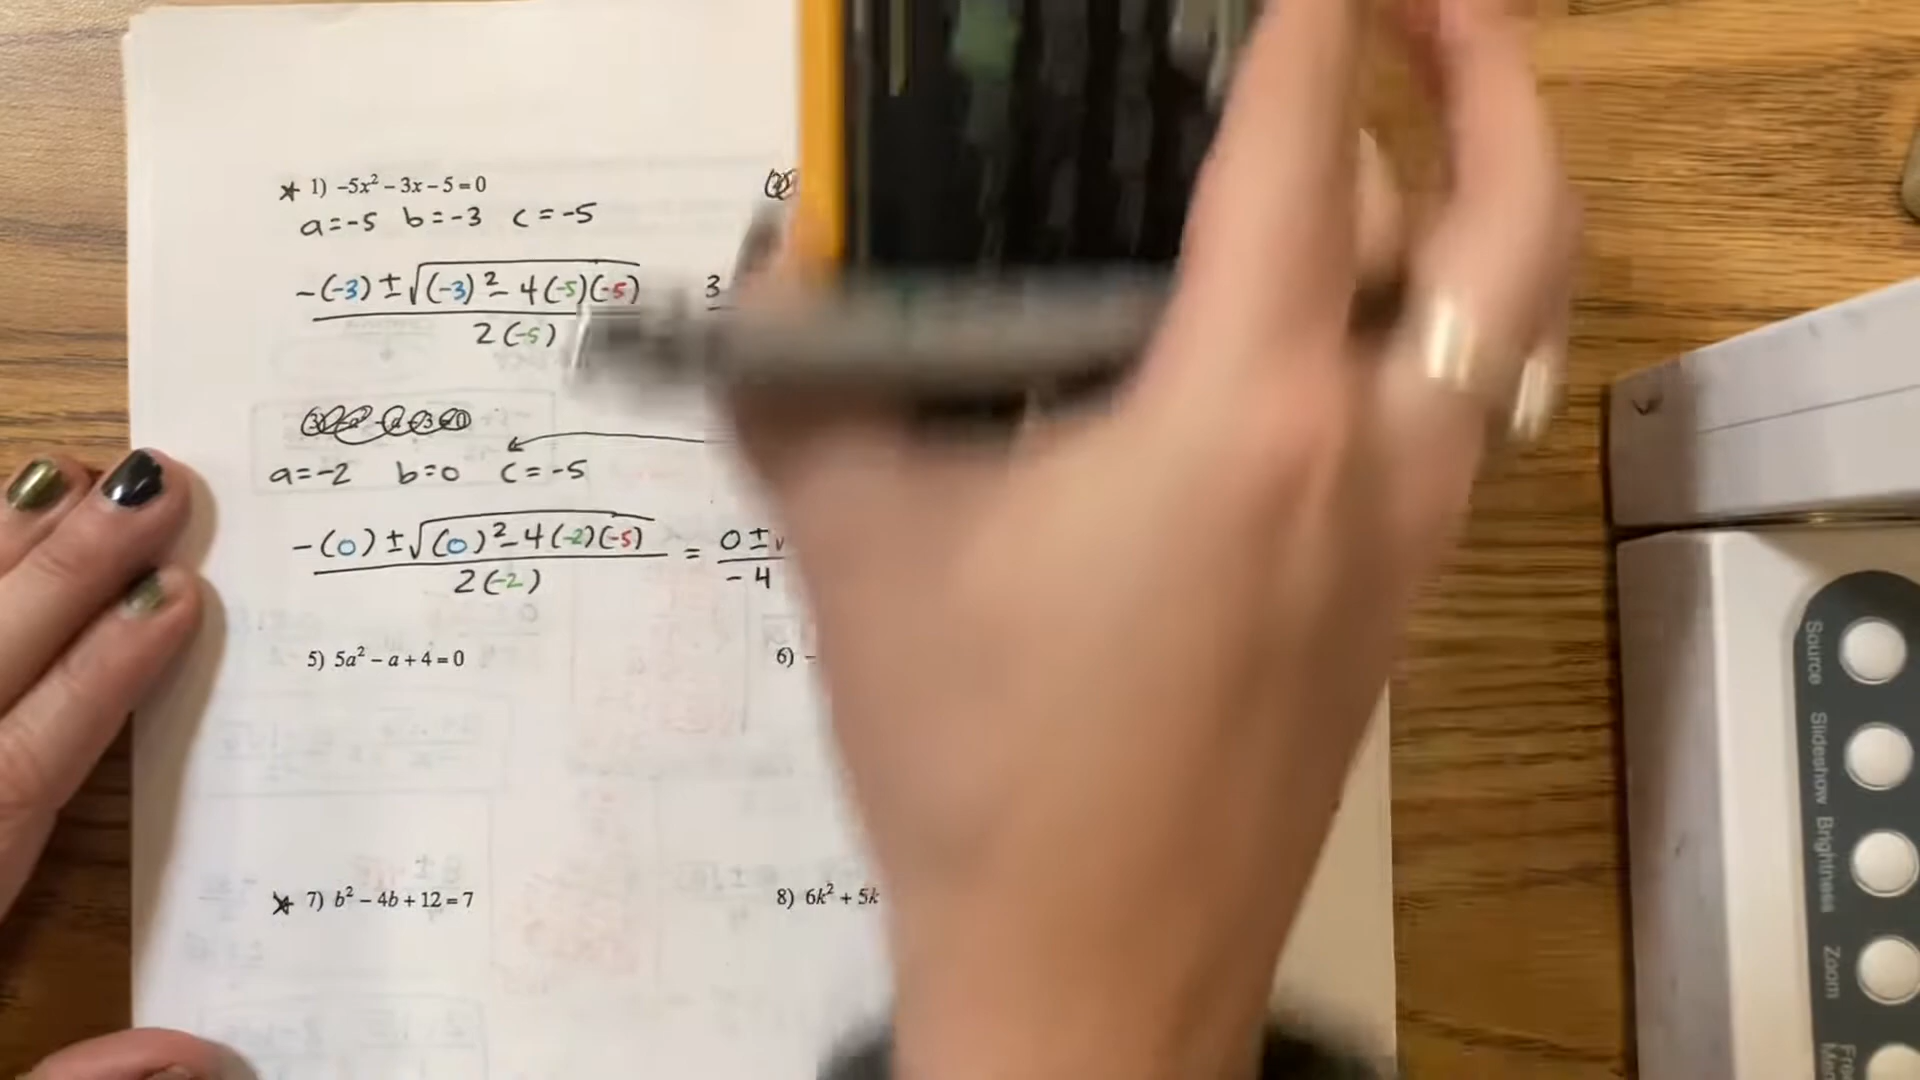 * 1) -5x² - 3x - 5 = 0
a = -5 b = -3 c = -5
-(-3) ± √(-3)² - 4(-5)(-5) 3
2(-5)
a = -2 b = 0 c = -5
-(0) ± √(0)² - 4(-2)(-5) = 0 ±
2(-2) - 4
5) 5a² - a + 4 = 0 6) -
* 7) b² - 4b + 12 = 7 8) 6k² + 5k
Source
Slideshow
Brightness
Zoom